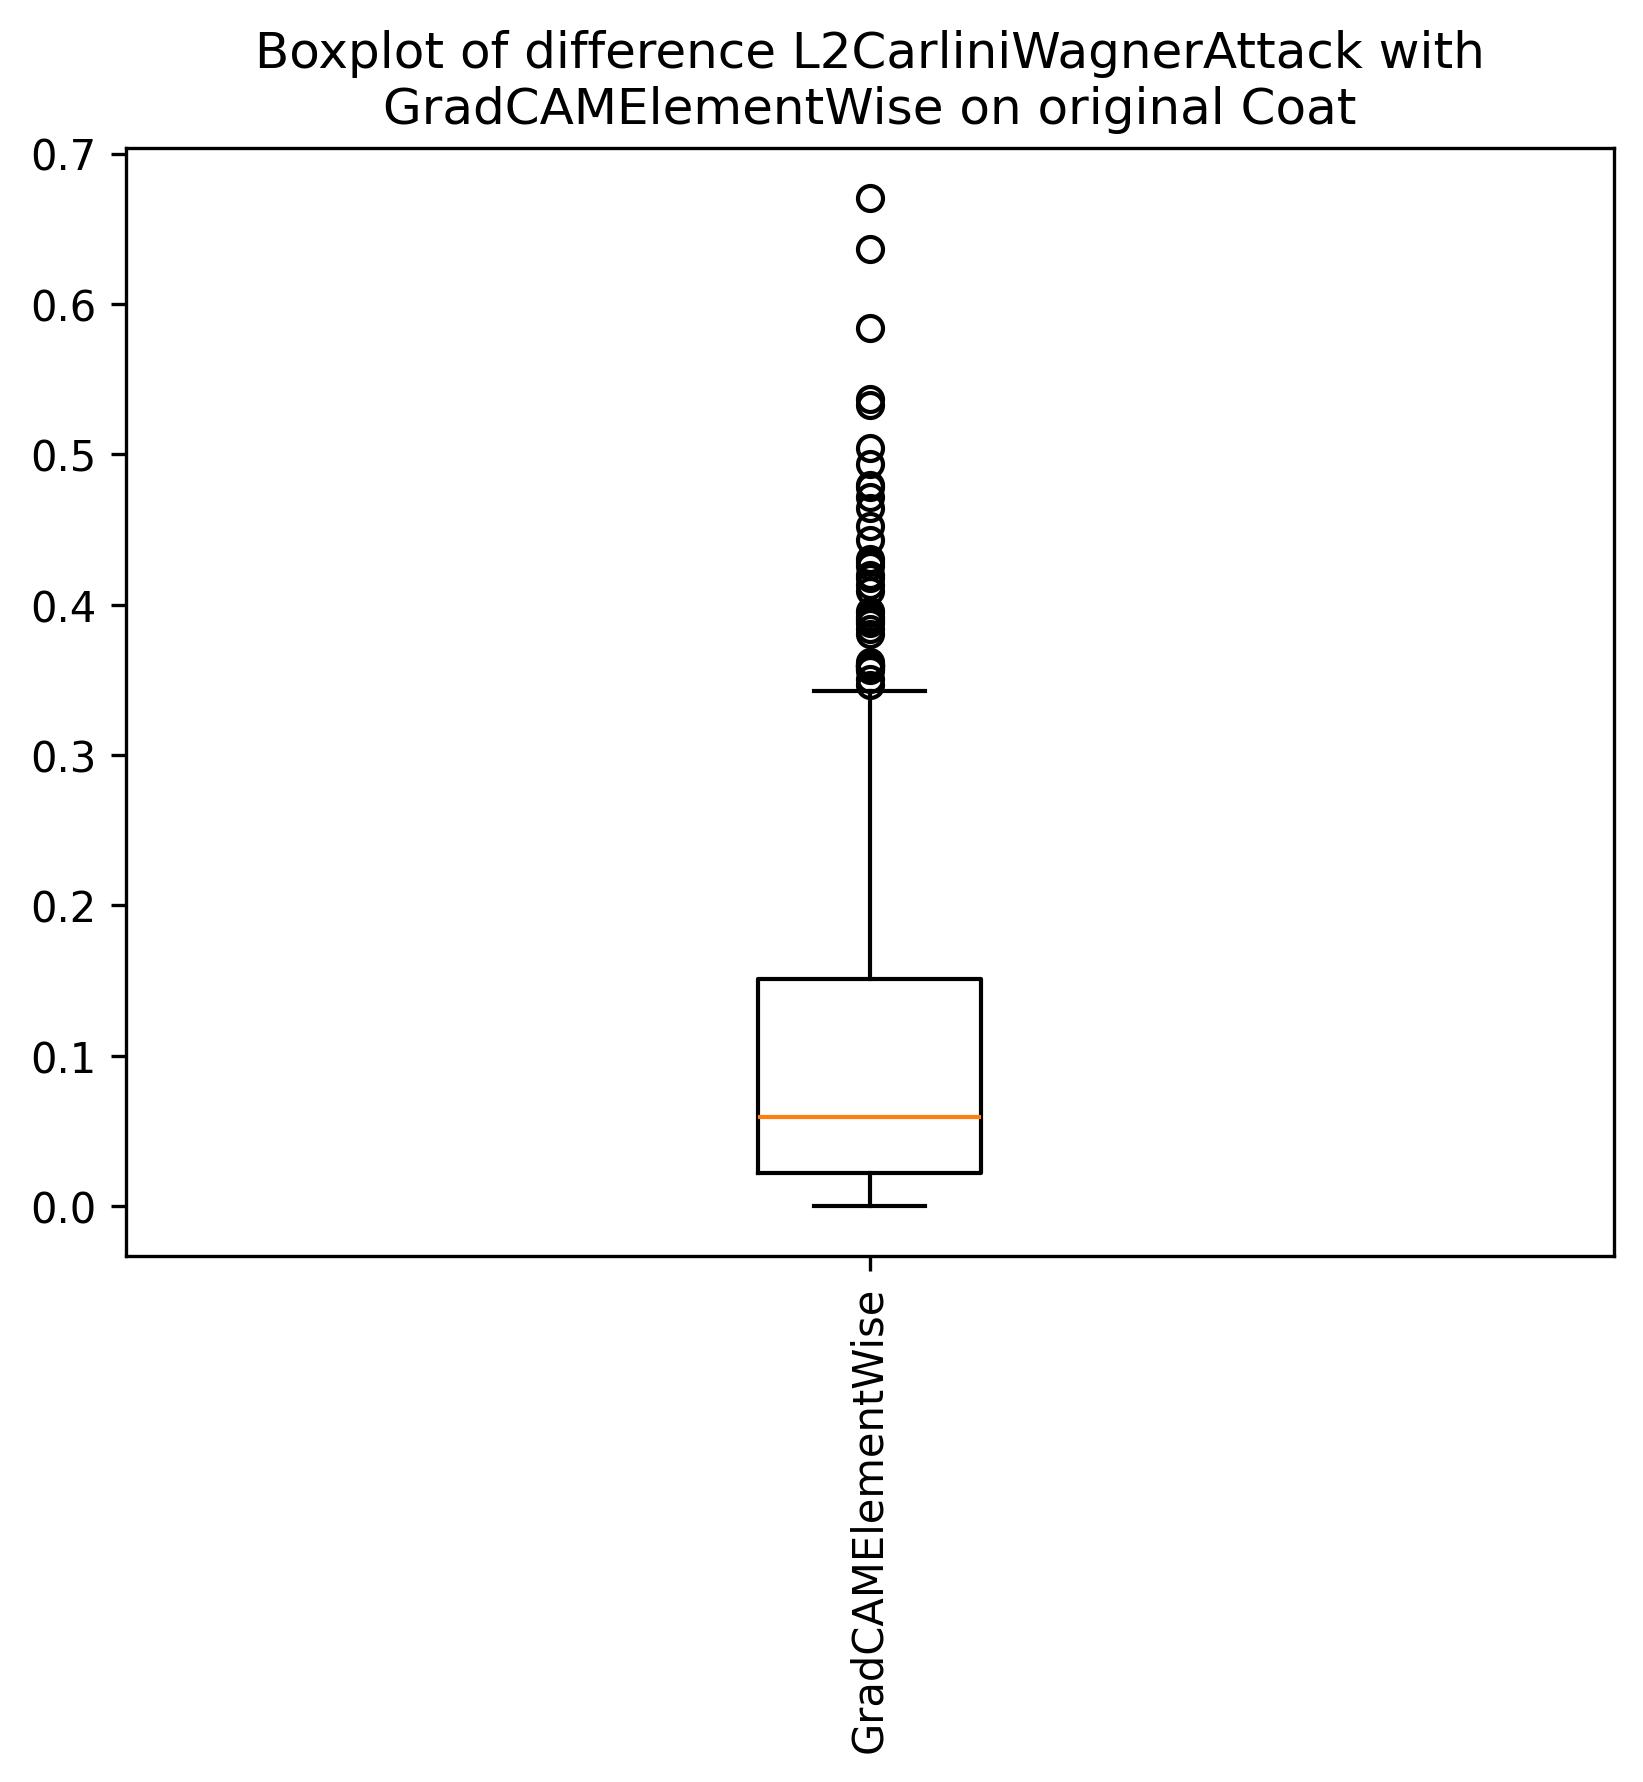 Boxplot of difference L2CarliniWagnerAttack with
GradCAMElementWise on original Coat
0.7
0.6
0.5
0.4
0.3
0.2
0.1
0.0
GradCAMElementWise